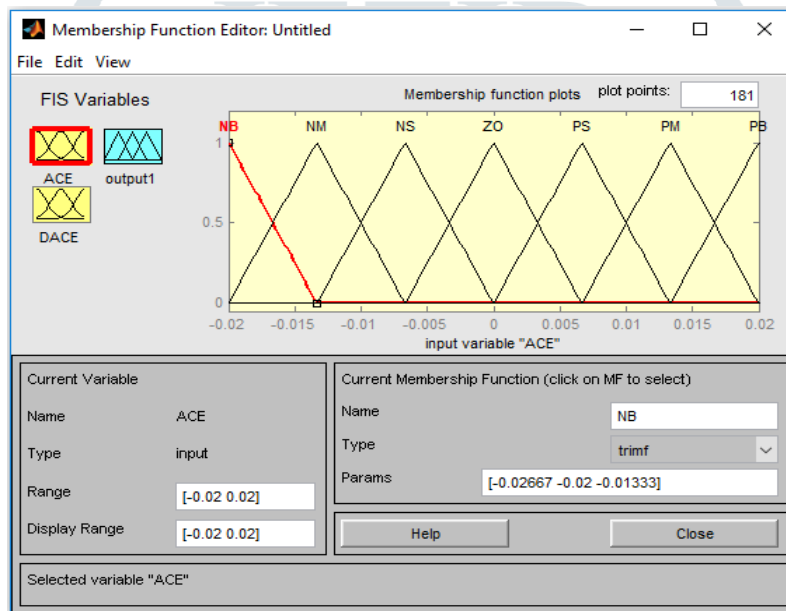 Membership Function Editor: Untitled
File Edit View
FIS Variables
Membership function plots plot points: 181
NB NM NS ZO PS PM PB
ACE output1
DACE
1
0.5
0
-0.02 -0.015 -0.01 -0.005 0 0.005 0.01 0.015 0.02
input variable "ACE"
Current Variable
Name ACE
Type input
Range [-0.02 0.02]
Display Range [-0.02 0.02]
Current Membership Function (click on MF to select)
Name NB
Type trimf
Params [-0.02667 -0.02 -0.01333]
Help Close
Selected variable "ACE"